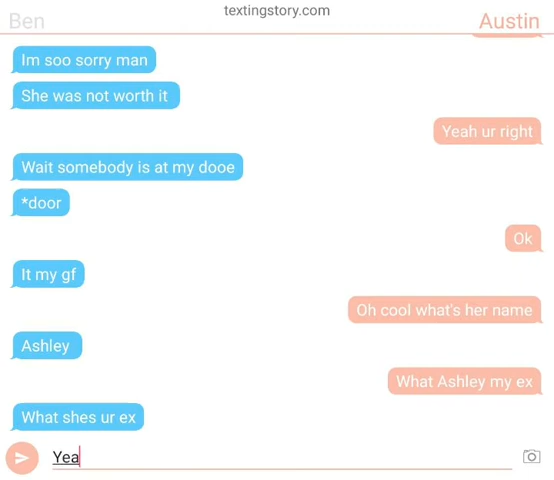 textingstory.com
Ben
Austin
Im soo sorry man
She was not worth it
Yeah ur right
Wait somebody is at my dooe
*door
Ok
It my gf
Oh cool what's her name
Ashley
What Ashley my ex
What shes ur ex
Yea